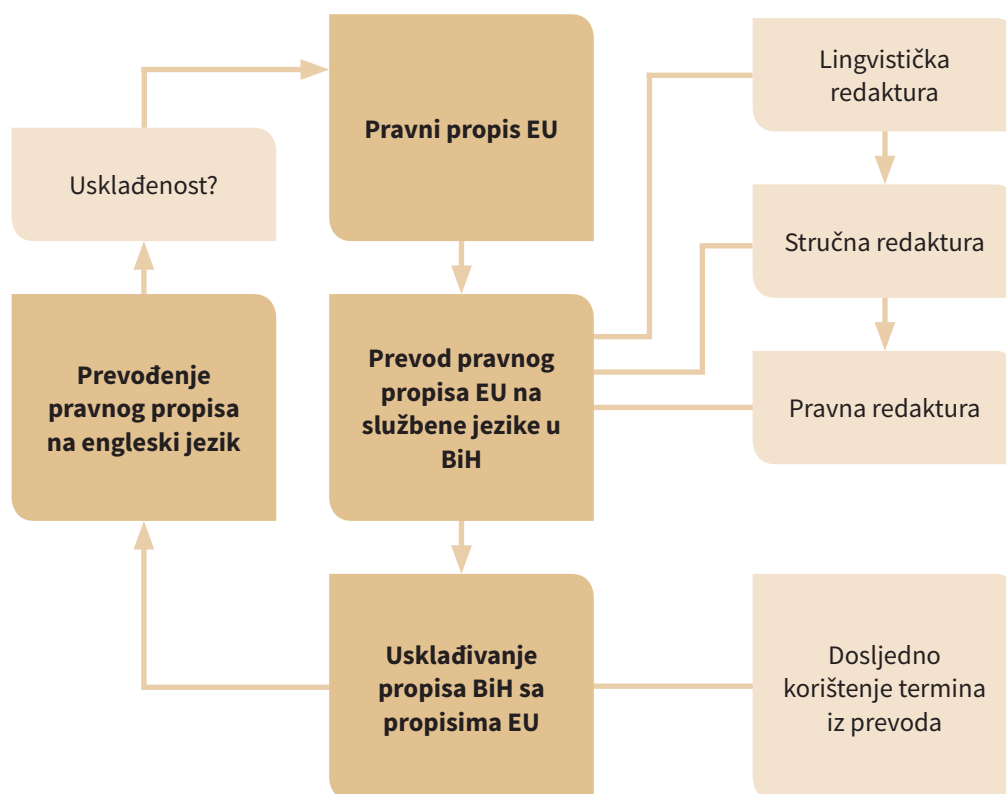 Pravni propis EU
Lingvistička
redaktura
Usklađenost?
Stručna redaktura
Prevođenje
pravnog propisa
na engleski jezik
Prevod pravnog
propisa EU na
službene jezike u
BiH
Pravna redaktura
Usklađivanje
propisa BiH sa
propisima EU
Dosljedno
korištenje termina
iz prevoda